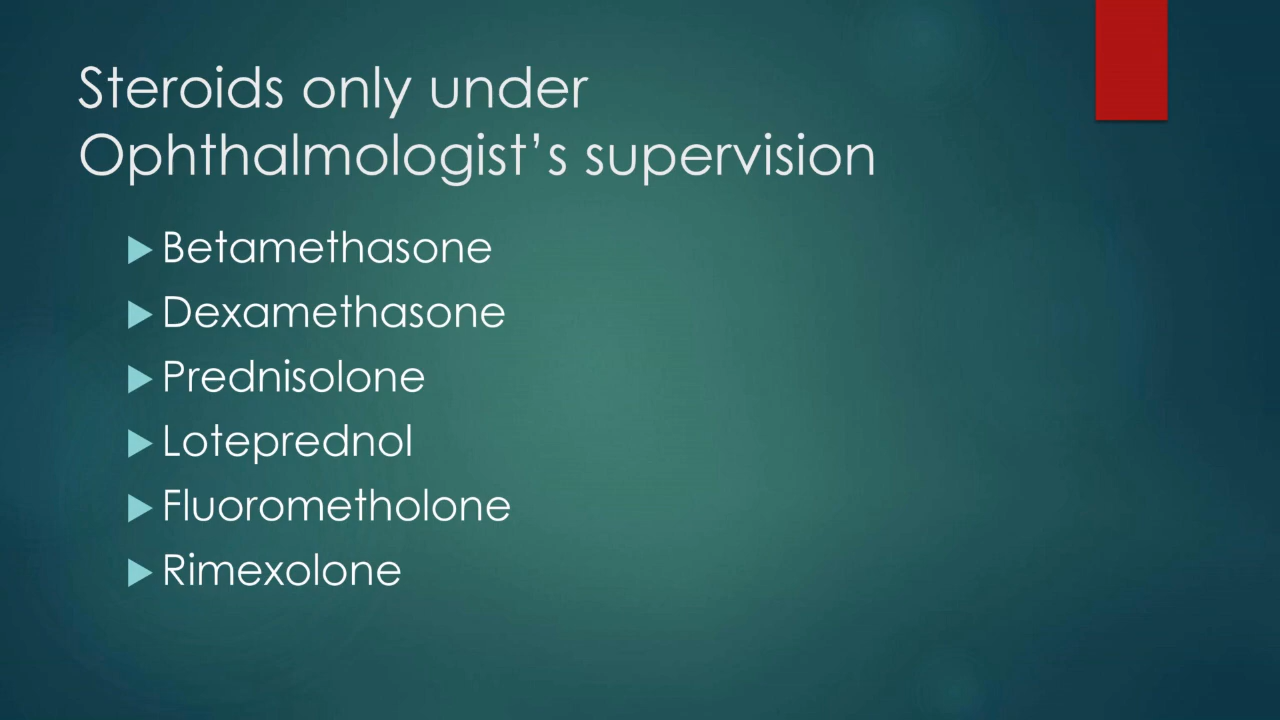 Steroids only under
Ophthalmologist’s supervision
Betamethasone
Dexamethasone
Prednisolone
Loteprednol
Fluorometholone
Rimexolone